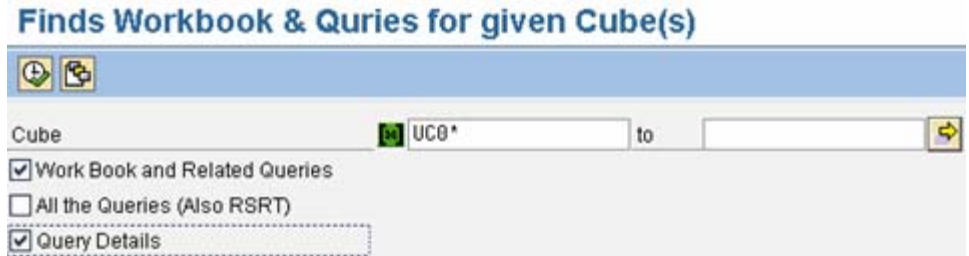 Finds Workbook & Quries for given Cube(s)
Cube UC0* to
Work Book and Related Queries
All the Queries (Also RSRT)
Query Details